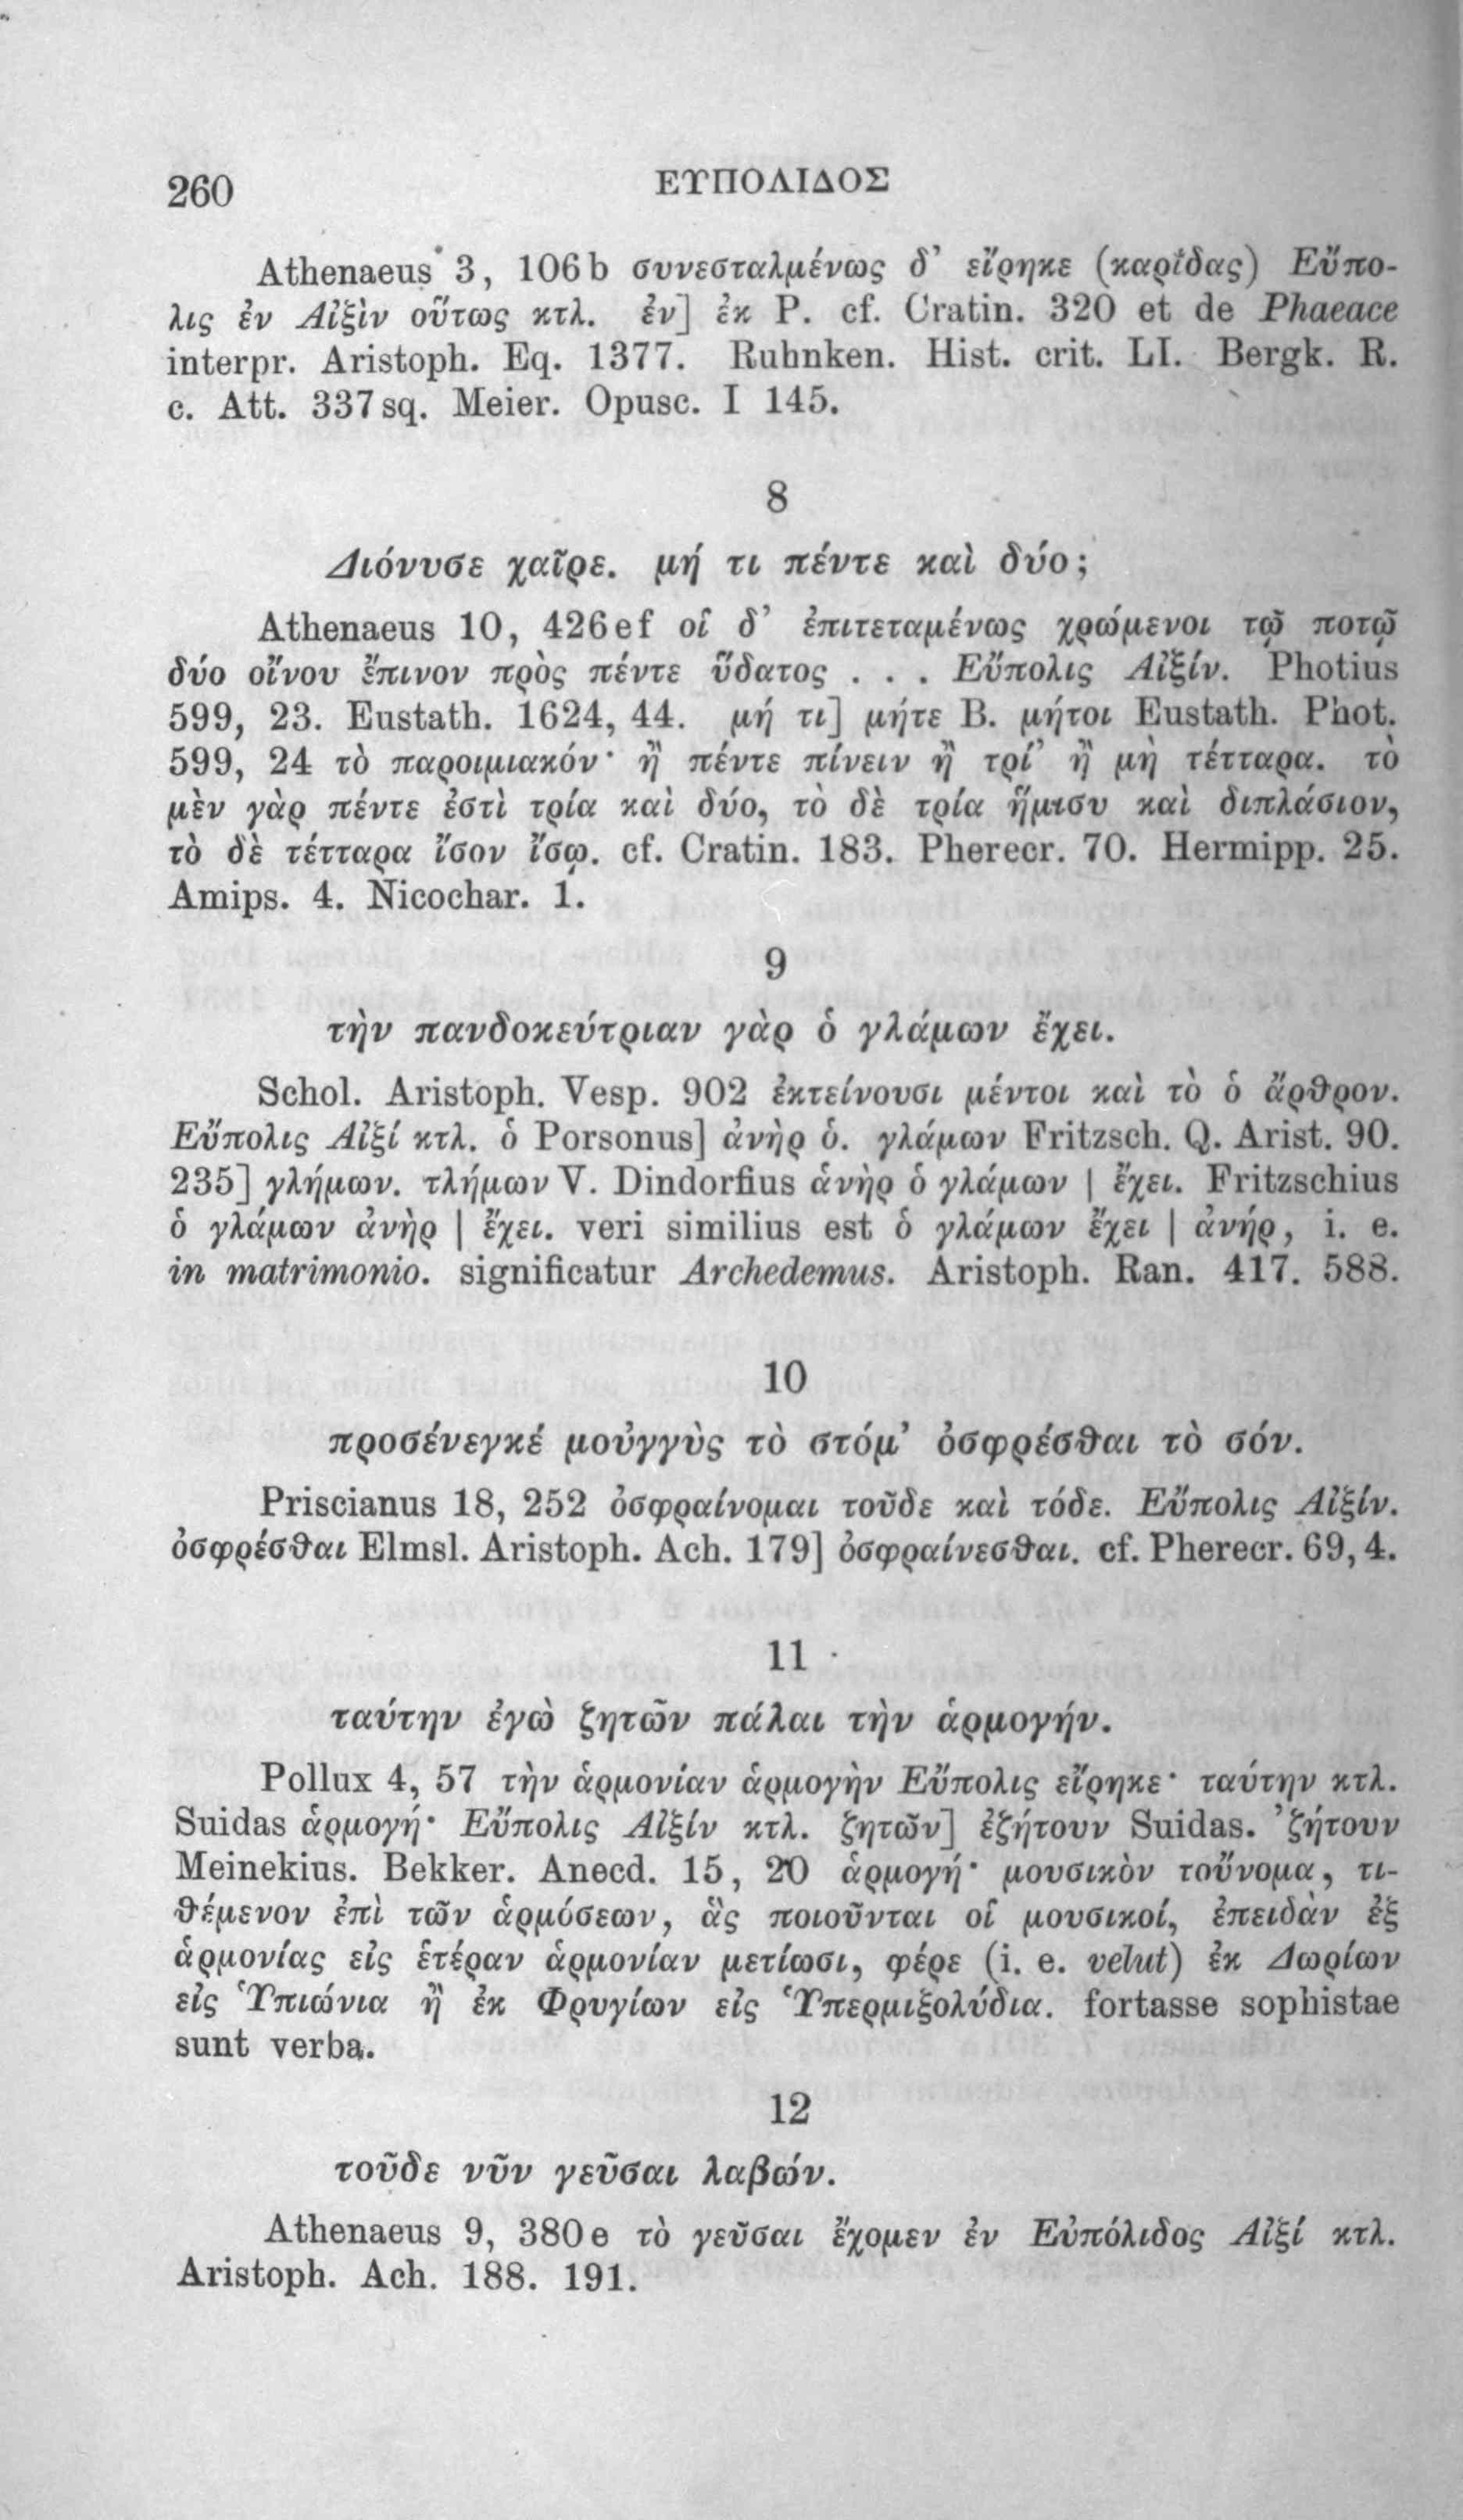 260
ΕΥΠΟΛΙΔΟΣ
Athenaeus 3, 106b συνεσταλμένως δ’ εἴρηκε (καρῖδας) Εὔπο-
λις ἐν Αἰξὶν οὕτως κτλ. ἐν] ἐκ P. cf. Cratin. 320 et de Phaeace
interpr. Aristoph. Eq. 1377. Ruhnken. Hist. crit. LI. Bergk. R.
c. Att. 337 sq. Meier. Opusc. I 145.
8
Διόνυσε χαῖρε. μή τι πέντε καὶ δύο;
Athenaeus 10, 426ef οἱ δ’ ἐπιτεταμένως χρώμενοι τῷ ποτῷ
δύο οἴνου ἔπινον πρὸς πέντε ὕδατος . . . Εὔπολις Αἰξίν. Photius
599, 23. Eustath. 1624, 44. μή τι] μήτε B. μήτοι Eustath. Phot.
599, 24 τὸ παροιμιακόν· ἢ πέντε πίνειν ἢ τρί’ ἢ μὴ τέτταρα. τὸ
μὲν γὰρ πέντε ἐστὶ τρία καὶ δύο, τὸ δὲ τρία ἥμισυ καὶ διπλάσιον,
τὸ δὲ τέτταρα ἴσον ἴσῳ. cf. Cratin. 183. Pherecr. 70. Hermipp. 25.
Amips. 4. Nicochar. 1.
9
τὴν πανδοκεύτριαν γὰρ ὁ γλάμων ἔχει.
Schol. Aristoph. Vesp. 902 ἐκτείνουσι μέντοι καὶ τὸ ὁ ἄρθρον.
Εὔπολις Αἰξί κτλ. ὁ Porsonus] ἀνὴρ ὁ. γλάμων Fritzsch. Q. Arist. 90.
235] γλήμων. τλήμων V. Dindorfius ἁνὴρ ὁ γλάμων | ἔχει. Fritzschius
ὁ γλάμων ἀνὴρ | ἔχει. veri similius est ὁ γλάμων ἔχει | ἀνήρ, i. e.
in matrimonio. significatur Archedemus. Aristoph. Ran. 417. 588.
10
προσένεγκέ μοὐγγὺς τὸ στόμ’ ὀσφρέσθαι τὸ σόν.
Priscianus 18, 252 ὀσφραίνομαι τοῦδε καὶ τόδε. Εὔπολις Αἰξίν.
ὀσφρέσθαι Elmsl. Aristoph. Ach. 179] ὀσφραίνεσθαι. cf. Pherecr. 69, 4.
11
ταύτην ἐγὼ ζητῶν πάλαι τὴν ἁρμογήν.
Pollux 4, 57 τὴν ἁρμονίαν ἁρμογὴν Εὔπολις εἴρηκε· ταύτην κτλ.
Suidas ἁρμογή· Εὔπολις Αἰξίν κτλ. ζητῶν] ἐζήτουν Suidas. ’ζήτουν
Meinekius. Bekker. Anecd. 15, 20 ἁρμογή· μουσικὸν τοὔνομα, τι-
θέμενον ἐπὶ τῶν ἁρμόσεων, ἃς ποιοῦνται οἱ μουσικοί, ἐπειδὰν ἐξ
ἁρμονίας εἰς ἑτέραν ἁρμονίαν μετίωσι, φέρε (i. e. velut) ἐκ Δωρίων
εἰς Ὑπιώνια ἢ ἐκ Φρυγίων εἰς Ὑπερμιξολύδια. fortasse sophistae
sunt verba.
12
τοῦδε νῦν γεῦσαι λαβών.
Athenaeus 9, 380e τὸ γεῦσαι ἔχομεν ἐν Εὐπόλιδος Αἰξί κτλ.
Aristoph. Ach. 188. 191.